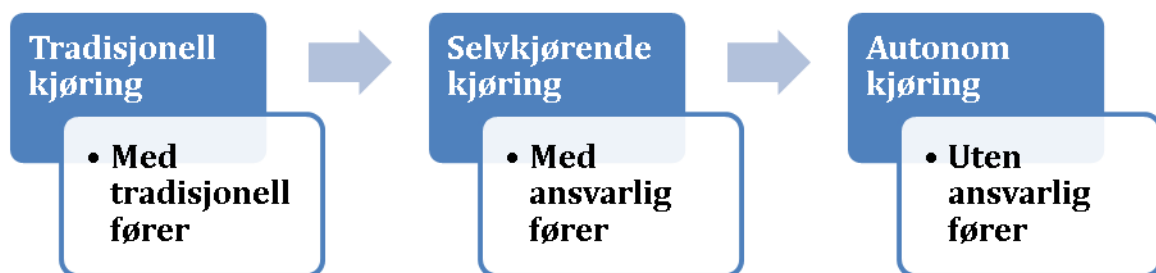 Tradisjonell
kjøring
• Med
tradisjonell
fører
Selvkjørende
kjøring
• Med
ansvarlig
fører
Autonom
kjøring
• Uten
ansvarlig
fører